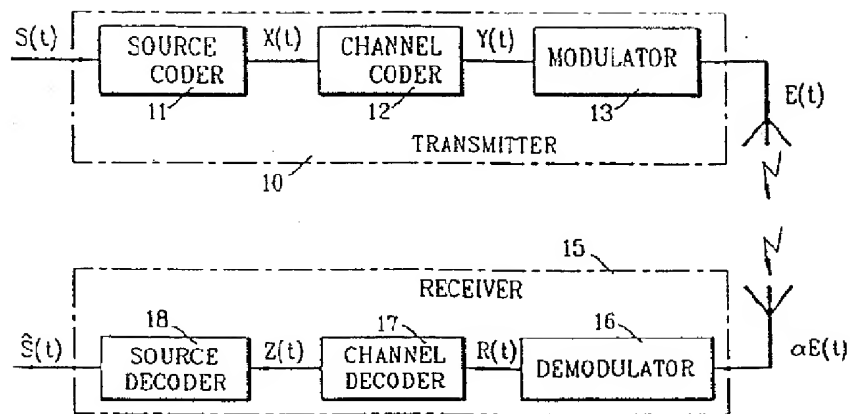 S(t)
SOURCE
CODER
11
X(t)
CHANNEL
CODER
12
Y(t)
MODULATOR
13
E(t)
TRANSMITTER
10
15
RECEIVER
Ŝ(t)
18
SOURCE
DECODER
Z(t)
17
CHANNEL
DECODER
R(t)
16
DEMODULATOR
αE(t)